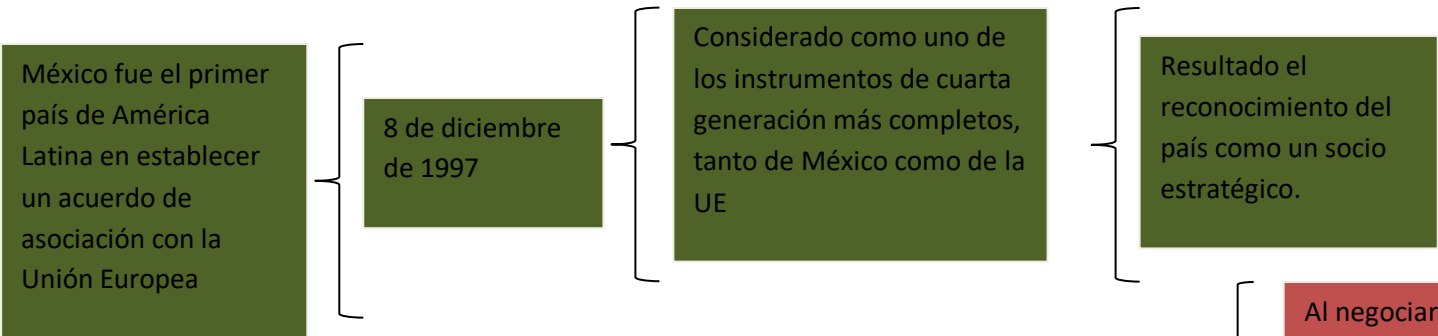 México fue el primer
país de América
Latina en establecer
un acuerdo de
asociación con la
Unión Europea
8 de diciembre
de 1997
Considerado como uno de
los instrumentos de cuarta
generación más completos,
tanto de México como de la
UE
Resultado el
reconocimiento del
país como un socio
estratégico.
Al negociar